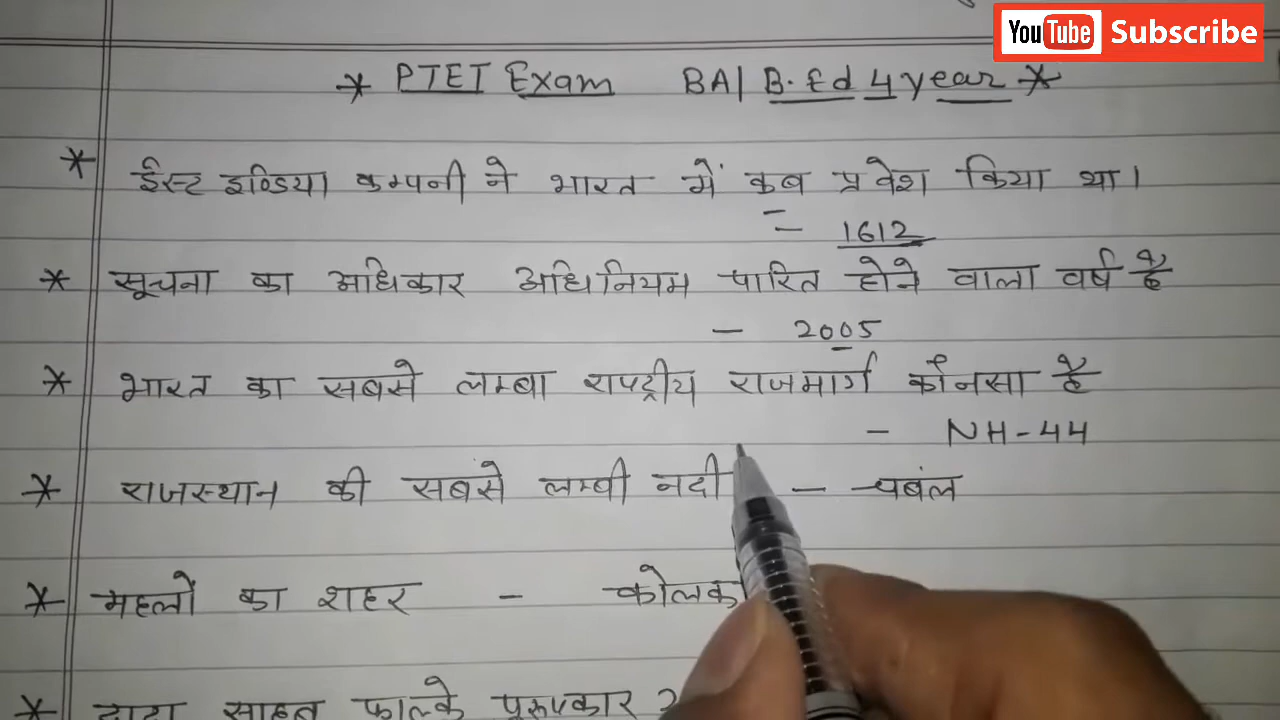 YouTube Subscribe
* PTET Exam BA/B.Ed 4 year *
* ईस्ट इण्डिया कम्पनी ने भारत में कब प्रवेश किया था।
- 1612
* सूचना का अधिकार अधिनियम पारित होने वाला वर्ष है
- 2005
* भारत का सबसे लम्बा राष्ट्रीय राजमार्ग कौनसा है
- NH-44
* राजस्थान की सबसे लम्बी नदी - चबंल
* महलों का शहर -
* दादा साहब फाल्के पुरूष्कार